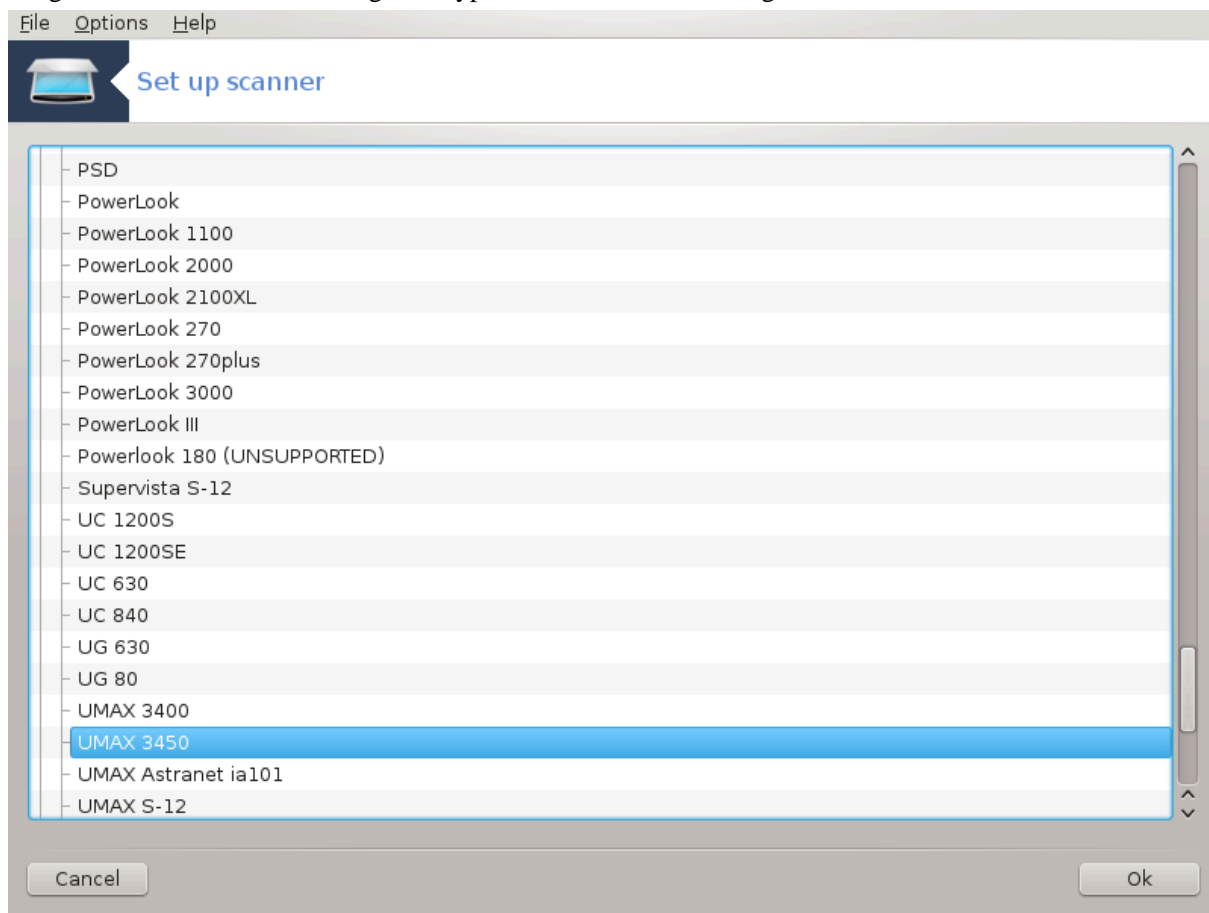 File Options Help
Set up scanner
PSD
PowerLook
PowerLook 1100
PowerLook 2000
PowerLook 2100XL
PowerLook 270
PowerLook 270plus
PowerLook 3000
PowerLook III
Powerlook 180 (UNSUPPORTED)
Supervista S-12
UC 1200S
UC 1200SE
UC 630
UC 840
UG 630
UG 80
UMAX 3400
UMAX 3450
UMAX Astranet ia101
UMAX S-12
Cancel Ok